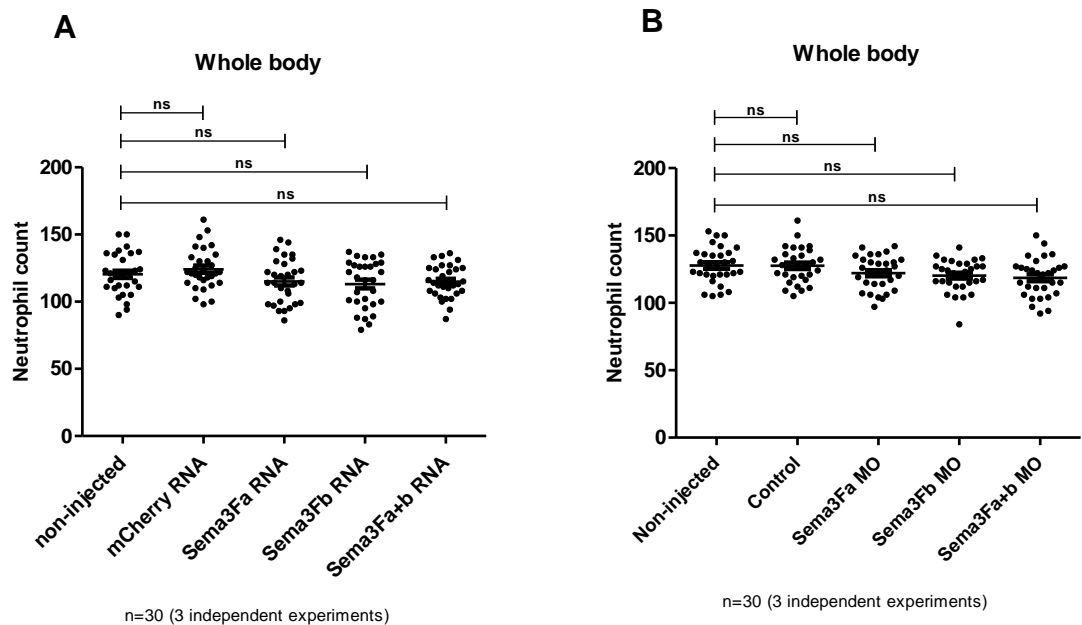 A
Whole body
ns
ns
ns
ns
200
150
100
50
0
Neutrophil count
non-injected
mCherry RNA
Sema3Fa RNA
Sema3Fb RNA
Sema3Fa+b RNA
n=30 (3 independent experiments)
B
Whole body
ns
ns
ns
ns
200
150
100
50
0
Neutrophil count
Non-injected
Control
Sema3Fa MO
Sema3Fb MO
Sema3Fa+b MO
n=30 (3 independent experiments)